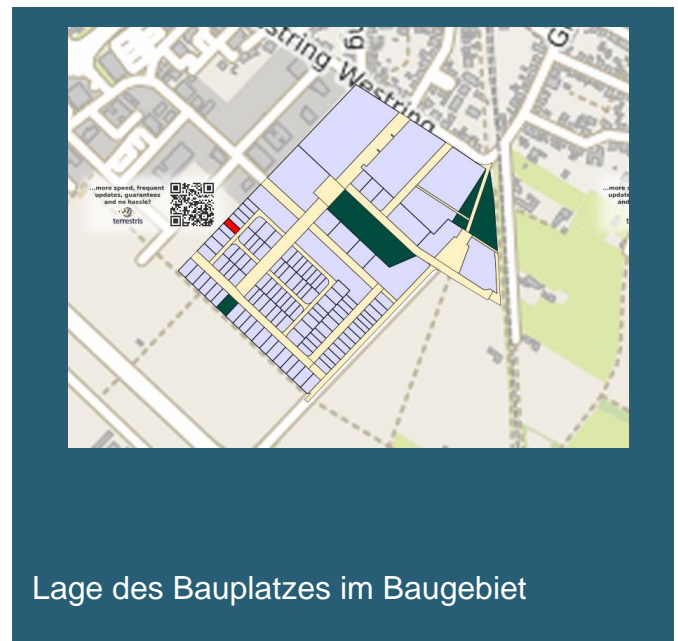 Westring
Westring
G
...more speed, frequent
updates, guarantees
and no hassle?
terrestris
Lage des Bauplatzes im Baugebiet